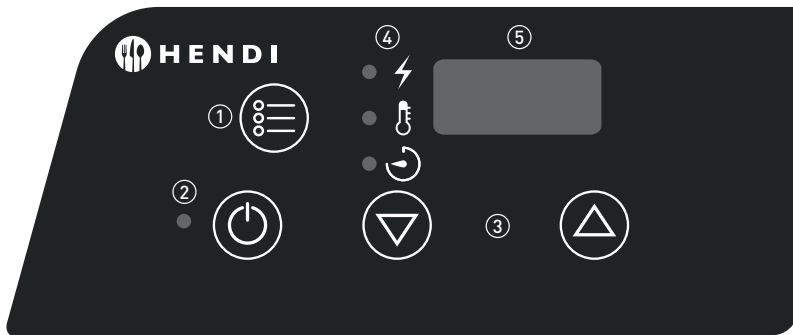 ④ ⑤
HENDI
①
②
③